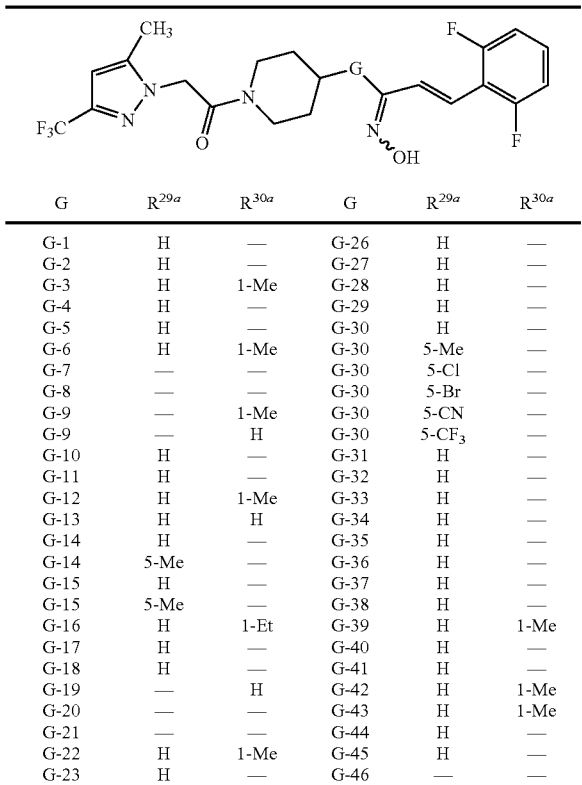 CH3
F
G
N
N
N
F3C
O
N
OH
F
G R29a R30a G R29a R30a
G-1 H — G-26 H —
G-2 H — G-27 H —
G-3 H 1-Me G-28 H —
G-4 H — G-29 H —
G-5 H — G-30 H —
G-6 H 1-Me G-30 5-Me —
G-7 — — G-30 5-Cl —
G-8 — — G-30 5-Br —
G-9 — 1-Me G-30 5-CN —
G-9 — H G-30 5-CF3 —
G-10 H — G-31 H —
G-11 H — G-32 H —
G-12 H 1-Me G-33 H —
G-13 H H G-34 H —
G-14 H — G-35 H —
G-14 5-Me — G-36 H —
G-15 H — G-37 H —
G-15 5-Me — G-38 H —
G-16 H 1-Et G-39 H 1-Me
G-17 H — G-40 H —
G-18 H — G-41 H —
G-19 — H G-42 H 1-Me
G-20 — — G-43 H 1-Me
G-21 — — G-44 H —
G-22 H 1-Me G-45 H —
G-23 H — G-46 — —